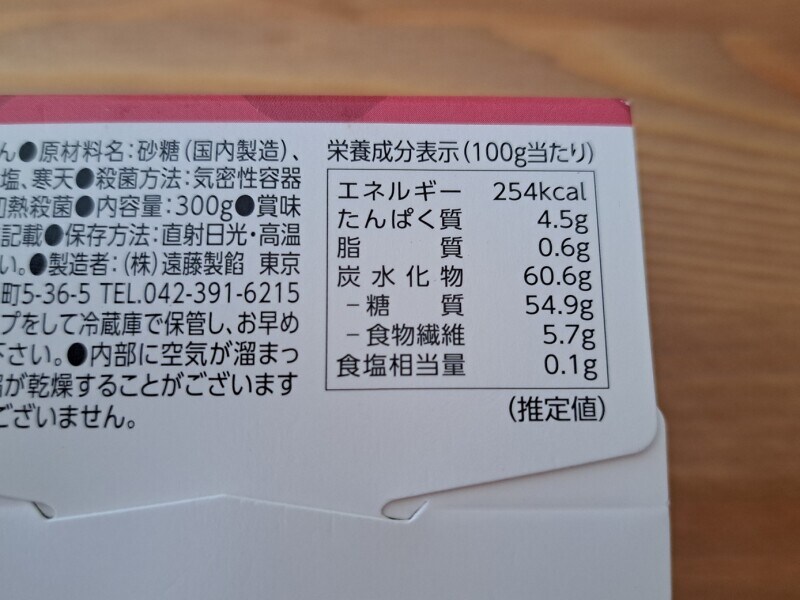 ん●原材料名:砂糖(国内製造)、
塩、寒天●殺菌方法:気密性容器
熱殺菌●内容量:300g●賞味
記載●保存方法:直射日光・高温
い。●製造者:(株)遠藤製餡 東京
町5-36-5 TEL.042-391-6215
プをして冷蔵庫で保管し、お早め
下さい。●内部に空気が溜まっ
が乾燥することがございます
ございません。
栄養成分表示(100g当たり)
エネルギー 254kcal
たんぱく質 4.5g
脂質 0.6g
炭水化物 60.6g
-糖質 54.9g
-食物繊維 5.7g
食塩相当量 0.1g
(推定値)